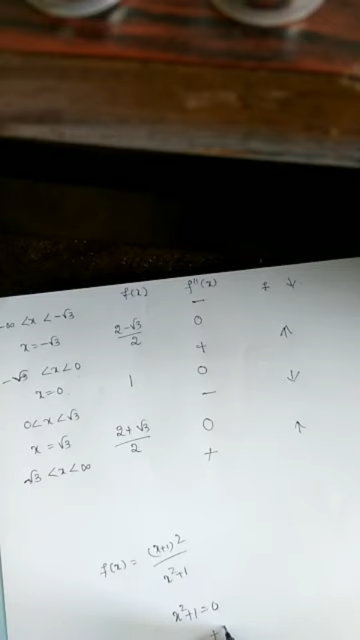 f(x) f''(x) f ↓
-∞ < x < -√3 -
x = -√3 (2-√3)/2 0
-√3 < x < 0 + ↑
x = 0 1 0
0 < x < √3 - ↓
x = √3 (2+√3)/2 0
√3 < x < ∞ + ↑
f(x) = (x+1)²/(x²+1)
x²+1 = 0
+